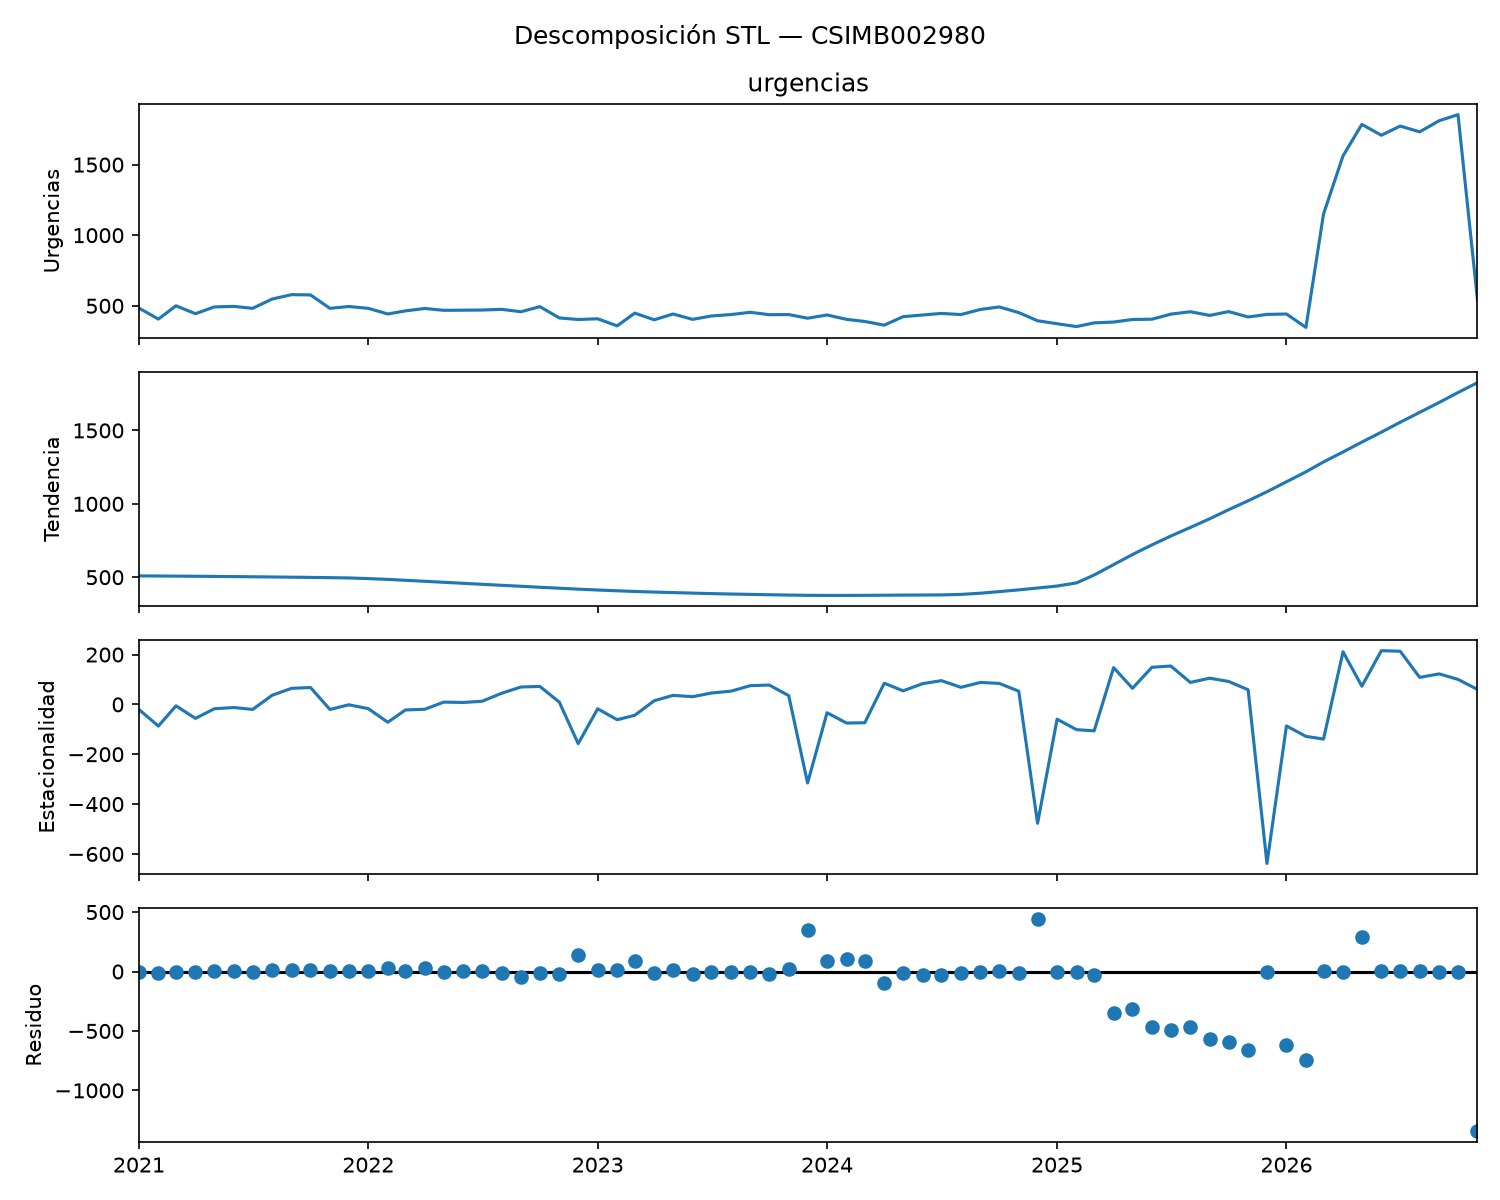 Descomposición STL — CSIMB002980
urgencias
Urgencias
1500
1000
500
Tendencia
1500
1000
500
Estacionalidad
200
0
−200
−400
−600
Residuo
500
0
−500
−1000
2021 2022 2023 2024 2025 2026